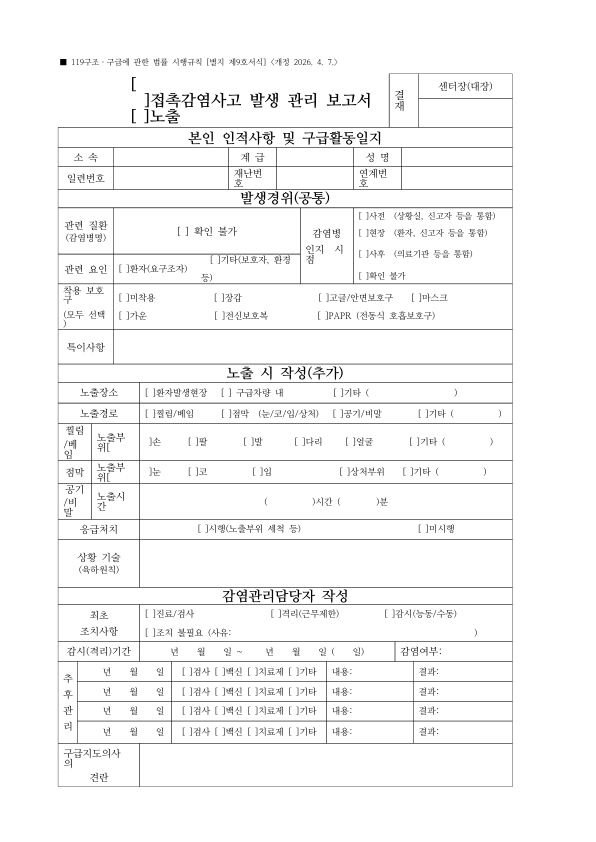 ■ 119구조ㆍ구급에 관한 법률 시행규칙 [별지 제9호서식] <개정 2026. 4. 7.>
[
]접촉감염사고 발생 관리 보고서
[ ]노출
결재
센터장(대장)
본인 인적사항 및 구급활동일지
소 속 계 급 성 명
일련번호 재난번호 연계번호
발생경위(공통)
관련 질환
(감염병명)
[ ] 확인 불가
감염병
인지 시점
[ ]사전 (상황실, 신고자 등을 통함)
[ ]현장 (환자, 신고자 등을 통함)
[ ]사후 (의료기관 등을 통함)
[ ]확인 불가
관련 요인
[ ]환자(요구조자) [ ]기타(보호자, 환경 등)
착용 보호구
(모두 선택)
[ ]미착용 [ ]장갑 [ ]고글/안면보호구 [ ]마스크
[ ]가운 [ ]전신보호복 [ ]PAPR (전동식 호흡보호구)
특이사항
노출 시 작성(추가)
노출장소 [ ]환자발생현장 [ ] 구급차량 내 [ ]기타 ( )
노출경로 [ ]찔림/베임 [ ]점막 (눈/코/입/상처) [ ]공기/비말 [ ]기타 ( )
찔림/베임 노출부위[ ]손 [ ]팔 [ ]발 [ ]다리 [ ]얼굴 [ ]기타 ( )
점막 노출부위[ ]눈 [ ]코 [ ]입 [ ]상처부위 [ ]기타 ( )
공기/비말 노출시간 ( )시간 ( )분
응급처치 [ ]시행(노출부위 세척 등) [ ]미시행
상황 기술
(육하원칙)
감염관리담당자 작성
최초
조치사항
[ ]진료/검사 [ ]격리(근무제한) [ ]감시(능동/수동)
[ ]조치 불필요 (사유: )
감시(격리)기간 년 월 일 ~ 년 월 일 ( 일) 감염여부:
추후관리
년 월 일 [ ]검사 [ ]백신 [ ]치료제 [ ]기타 내용: 결과:
년 월 일 [ ]검사 [ ]백신 [ ]치료제 [ ]기타 내용: 결과:
년 월 일 [ ]검사 [ ]백신 [ ]치료제 [ ]기타 내용: 결과:
년 월 일 [ ]검사 [ ]백신 [ ]치료제 [ ]기타 내용: 결과:
구급지도의사의
견란